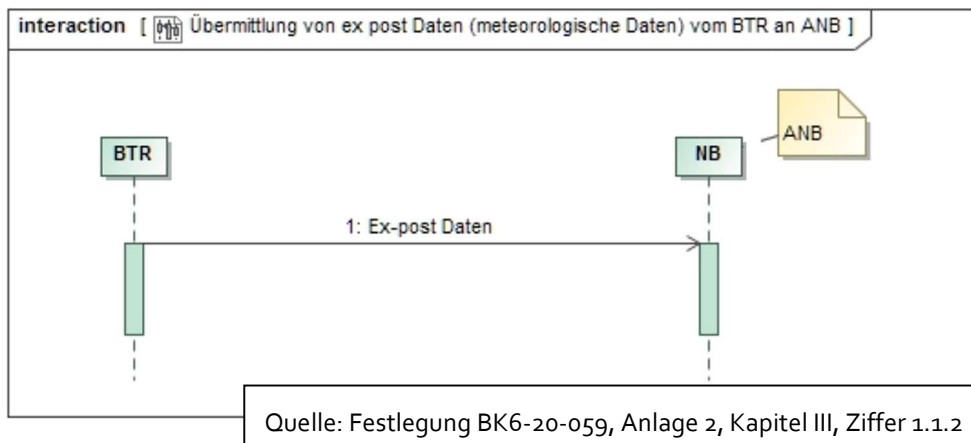 interaction [ Übermittlung von ex post Daten (meteorologische Daten) vom BTR an ANB ]
ANB
BTR
NB
1: Ex-post Daten
Quelle: Festlegung BK6-20-059, Anlage 2, Kapitel III, Ziffer 1.1.2